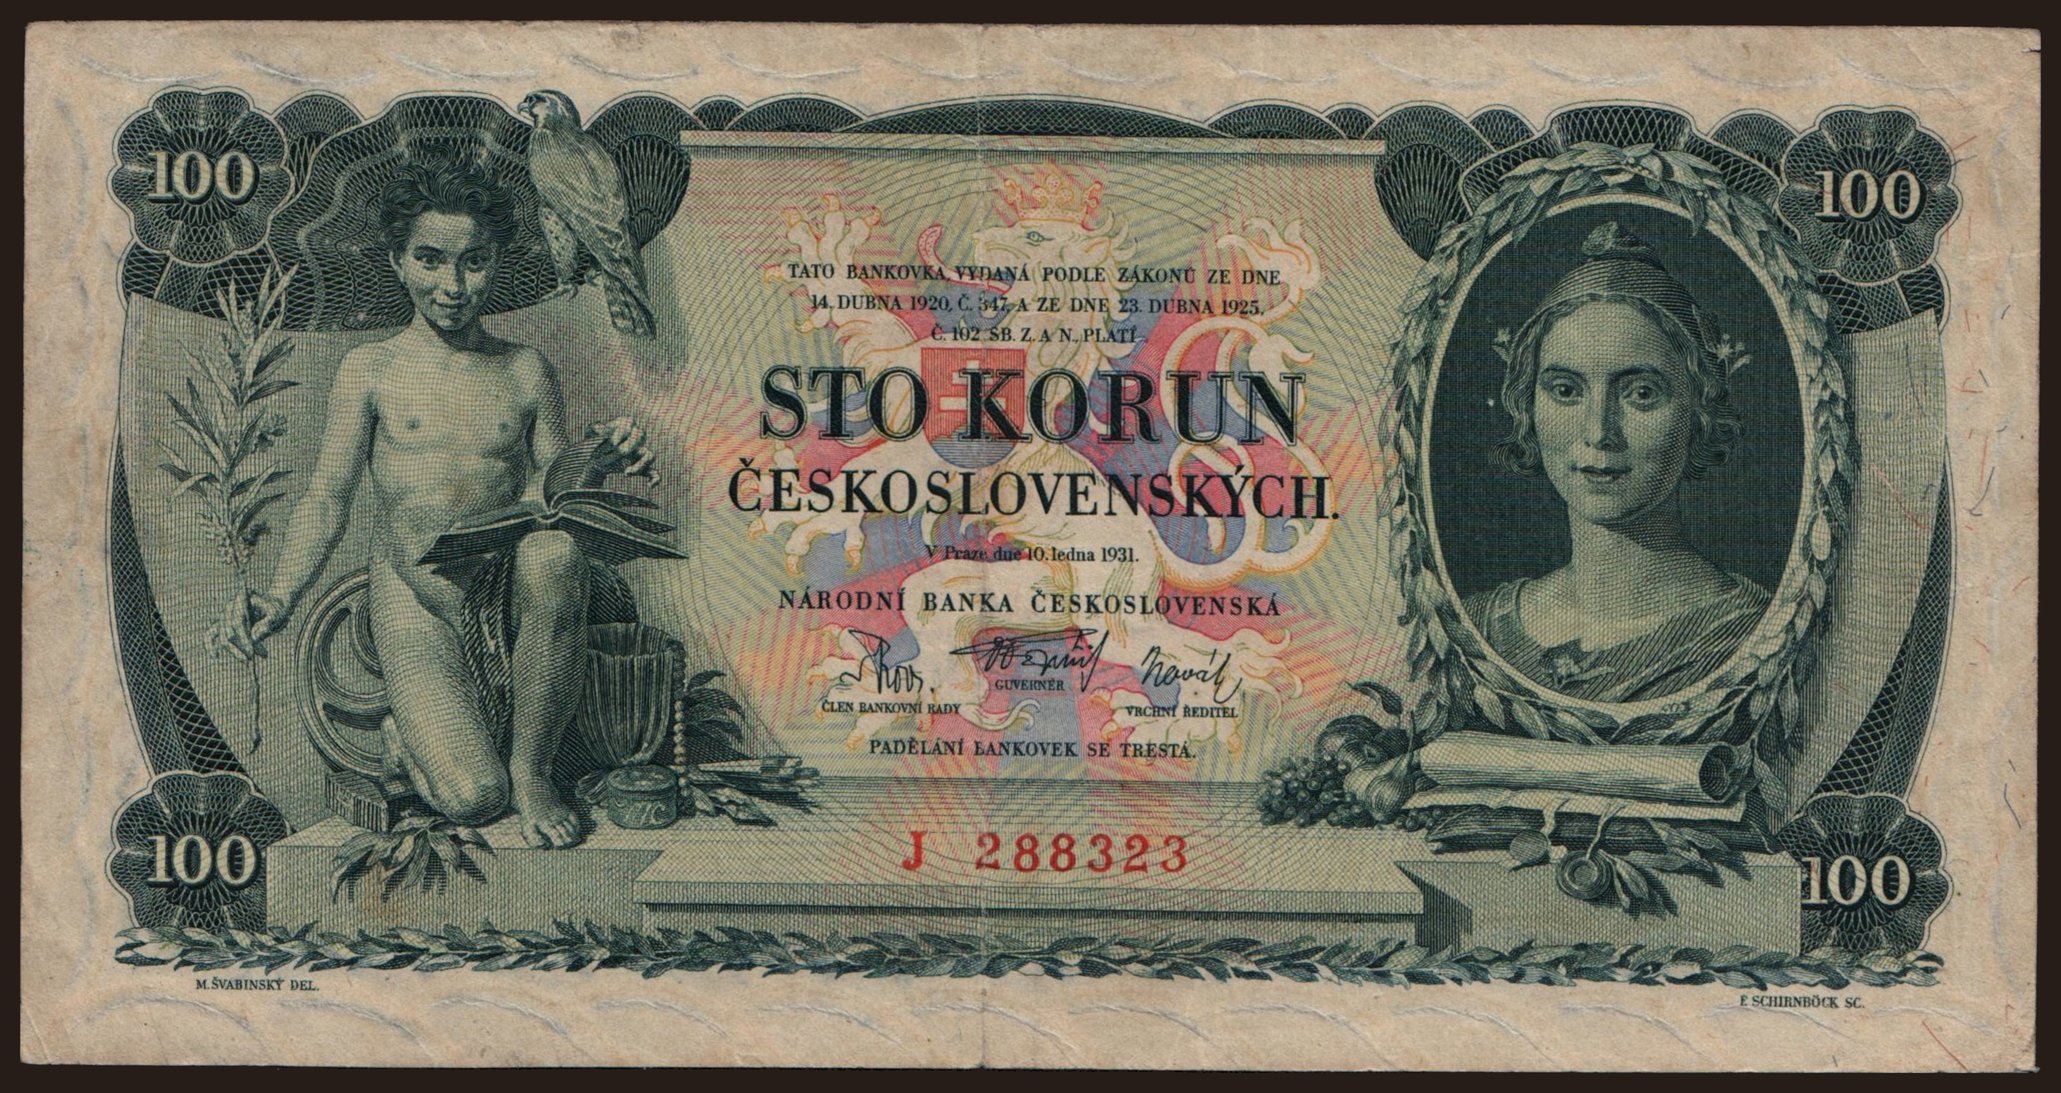 100
100
TATO BANKOVKA, VYDANÁ PODLE ZÁKONŮ ZE DNE
14. DUBNA 1920, Č. 347, A ZE DNE 23. DUBNA 1925,
Č. 102 SB. Z. A N., PLATÍ
STO KORUN
ČESKOSLOVENSKÝCH.
V Praze dne 10. ledna 1931.
NÁRODNÍ BANKA ČESKOSLOVENSKÁ
Novák
GUVERNÉR
ČLEN BANKOVNÍ RADY
VRCHNÍ ŘEDITEL
PADĚLÁNÍ BANKOVEK SE TRESTÁ.
J 288323
100
100
M. ŠVABINSKÝ DEL.
F. SCHIRNBÖCK SC.